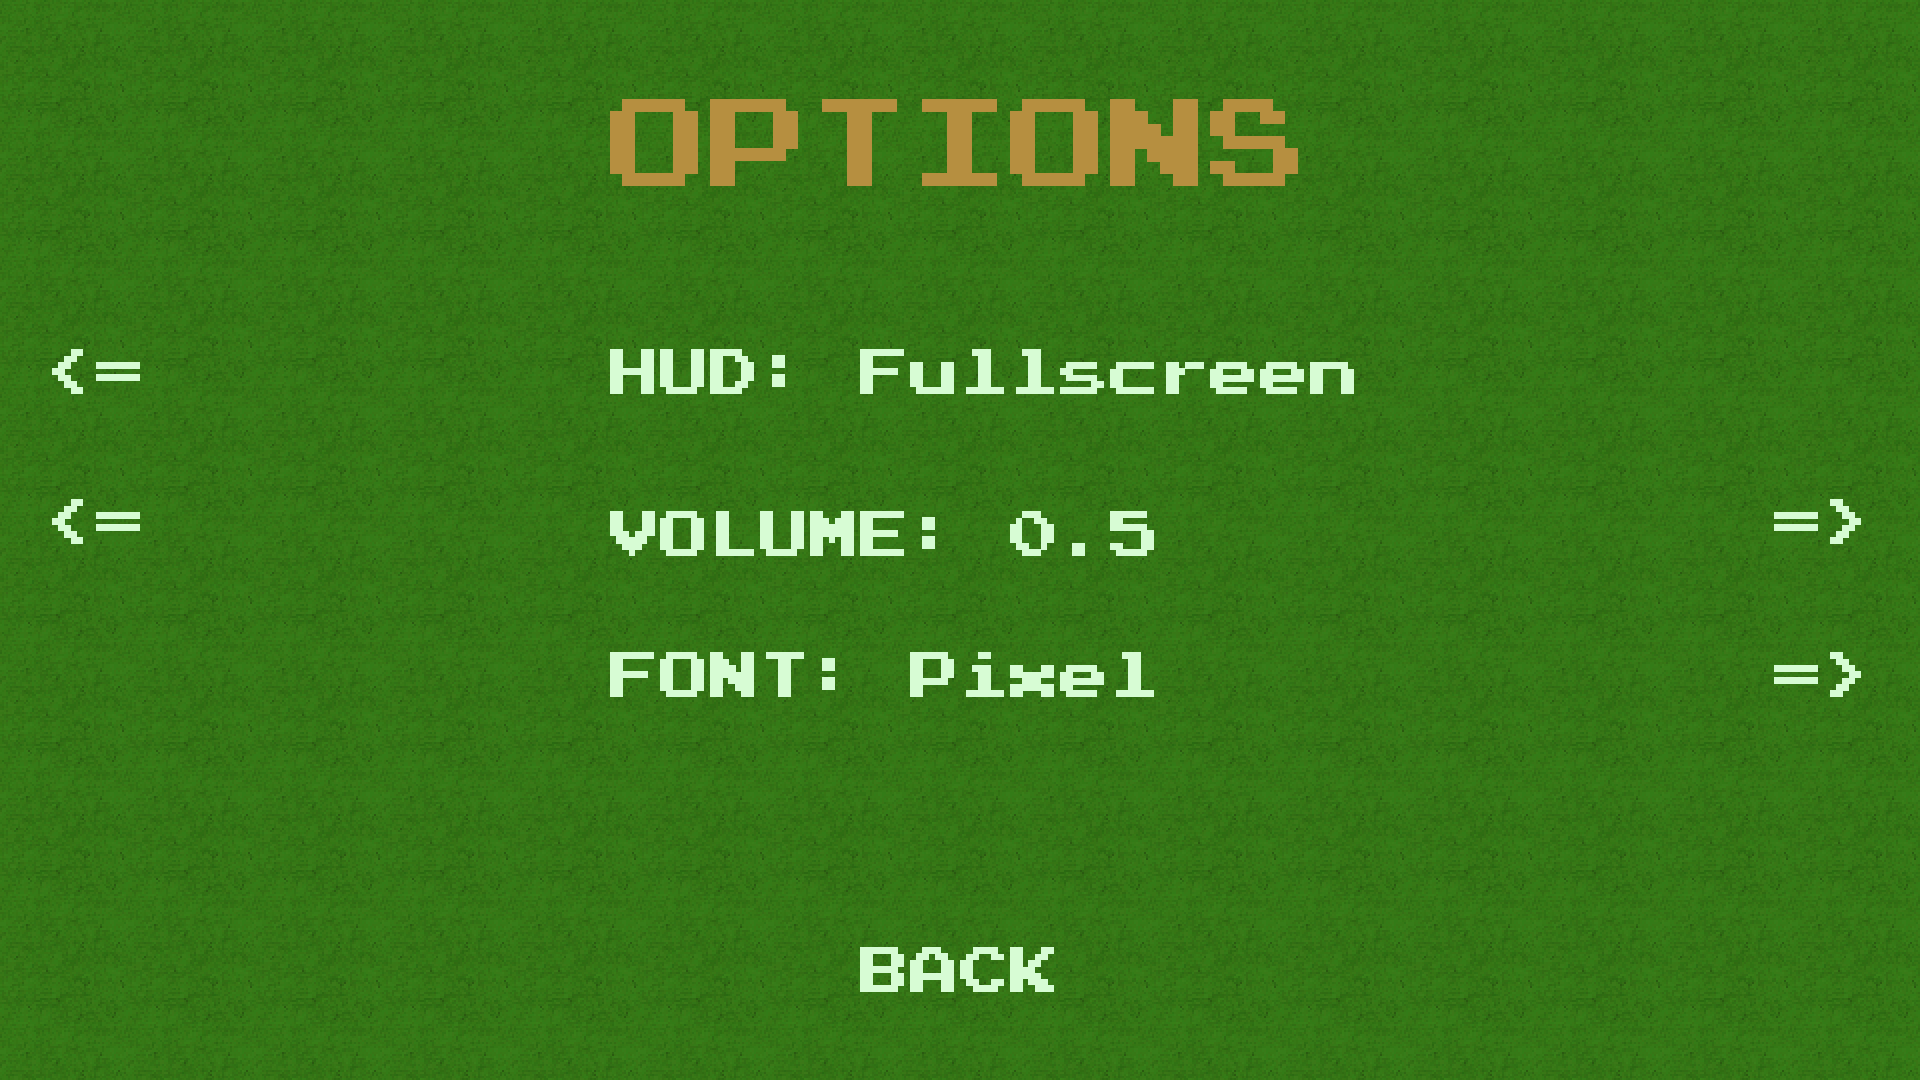 OPTIONS
<= HUD: Fullscreen
<= VOLUME: 0.5 =>
FONT: Pixel =>
BACK